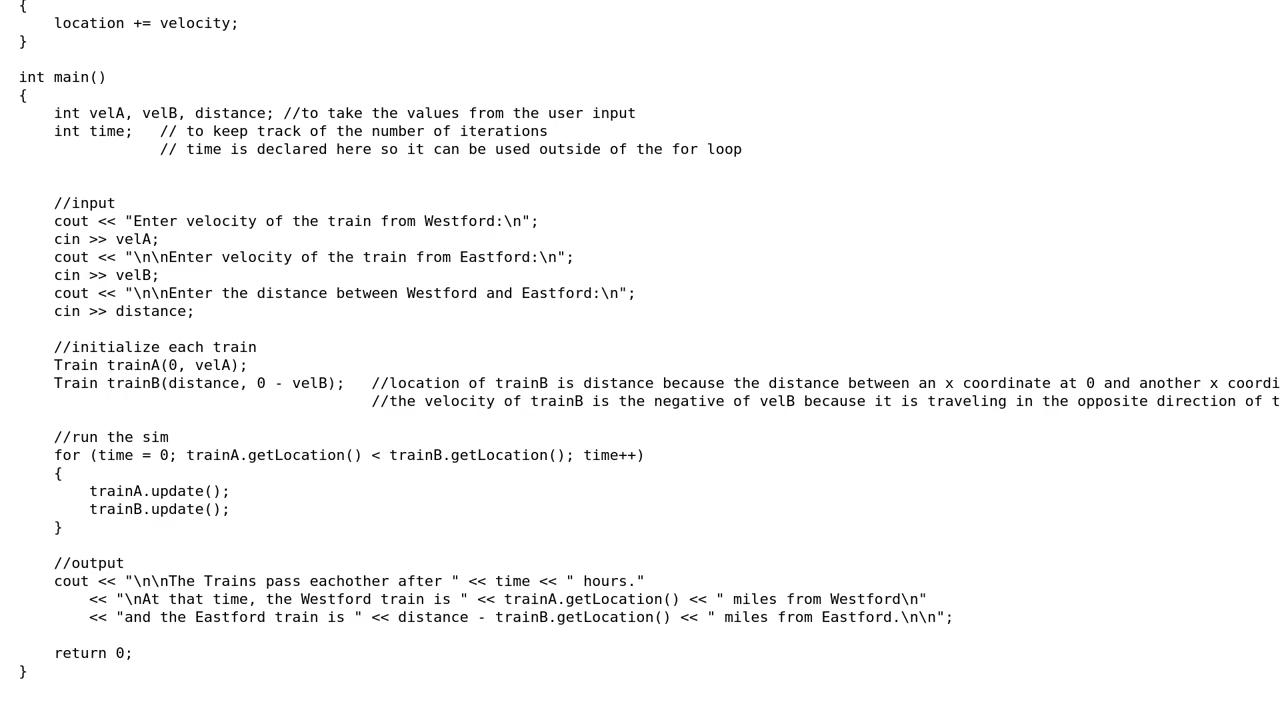 {
    location += velocity;
}

int main()
{
    int velA, velB, distance; //to take the values from the user input
    int time;   // to keep track of the number of iterations
                // time is declared here so it can be used outside of the for loop


    //input
    cout << "Enter velocity of the train from Westford:\n";
    cin >> velA;
    cout << "\n\nEnter velocity of the train from Eastford:\n";
    cin >> velB;
    cout << "\n\nEnter the distance between Westford and Eastford:\n";
    cin >> distance;

    //initialize each train
    Train trainA(0, velA);
    Train trainB(distance, 0 - velB);   //location of trainB is distance because the distance between an x coordinate at 0 and another x coordi
                                        //the velocity of trainB is the negative of velB because it is traveling in the opposite direction of t

    //run the sim
    for (time = 0; trainA.getLocation() < trainB.getLocation(); time++)
    {
        trainA.update();
        trainB.update();
    }

    //output
    cout << "\n\nThe Trains pass eachother after " << time << " hours."
        << "\nAt that time, the Westford train is " << trainA.getLocation() << " miles from Westford\n"
        << "and the Eastford train is " << distance - trainB.getLocation() << " miles from Eastford.\n\n";

    return 0;
}